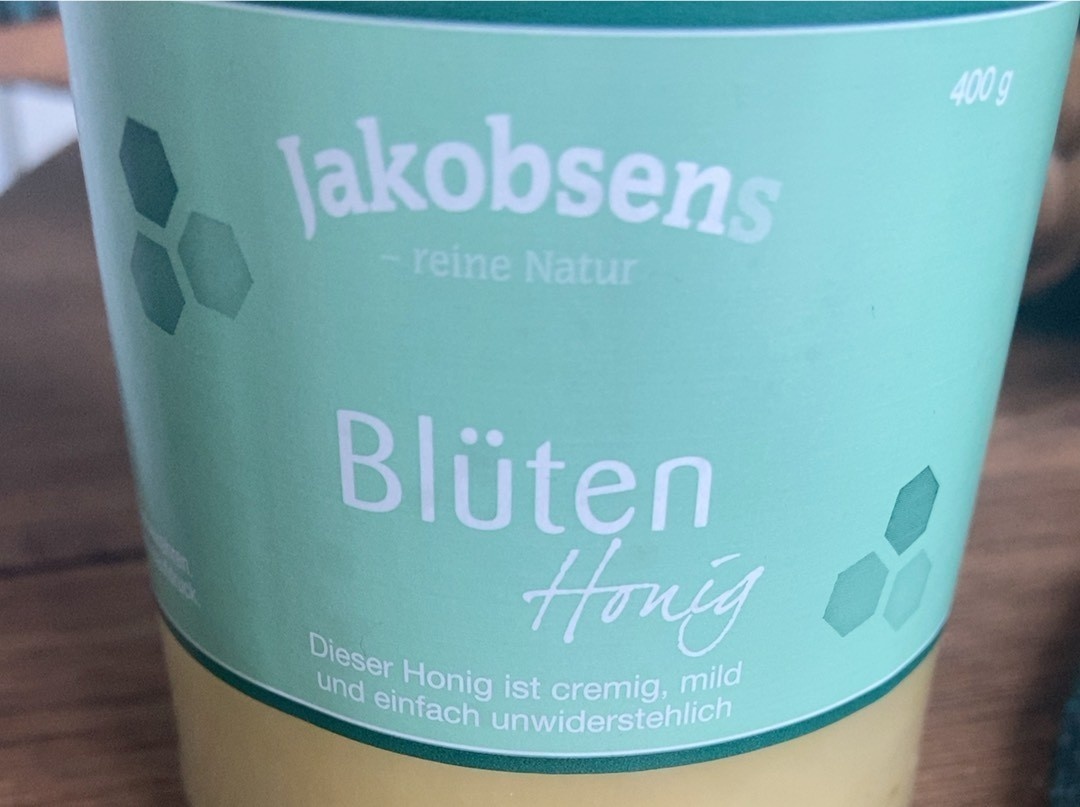 400 g
Jakobsens
– reine Natur
Blüten
Honig
Dieser Honig ist cremig, mild
und einfach unwiderstehlich